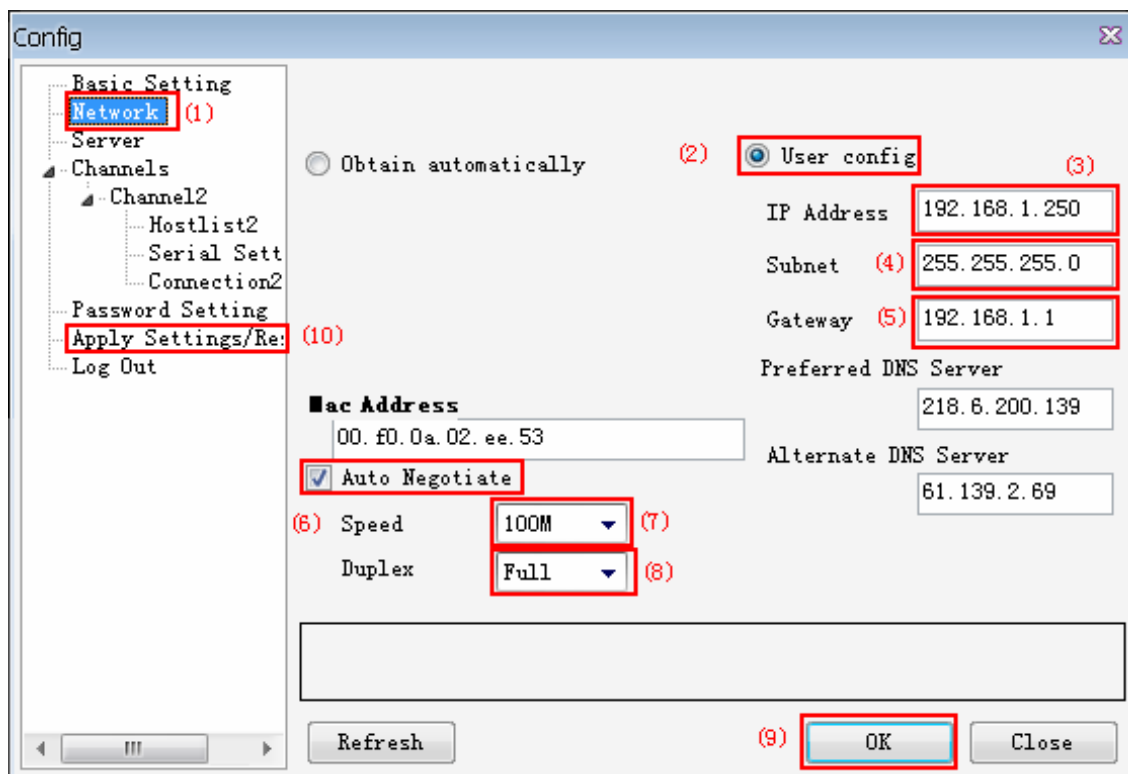 Config
Basic Setting
Network (1)
Server
Channels
Channel2
Hostlist2
Serial Sett
Connection2
Password Setting
Apply Settings/Re: (10)
Log Out
Obtain automatically
(2) User config
(3)
IP Address 192.168.1.250
Subnet (4) 255.255.255.0
Gateway (5) 192.168.1.1
Preferred DNS Server
218.6.200.139
Alternate DNS Server
61.139.2.69
Mac Address
00.f0.0a.02.ee.53
Auto Negotiate
(6) Speed 100M (7)
Duplex Full (8)
Refresh (9) OK Close